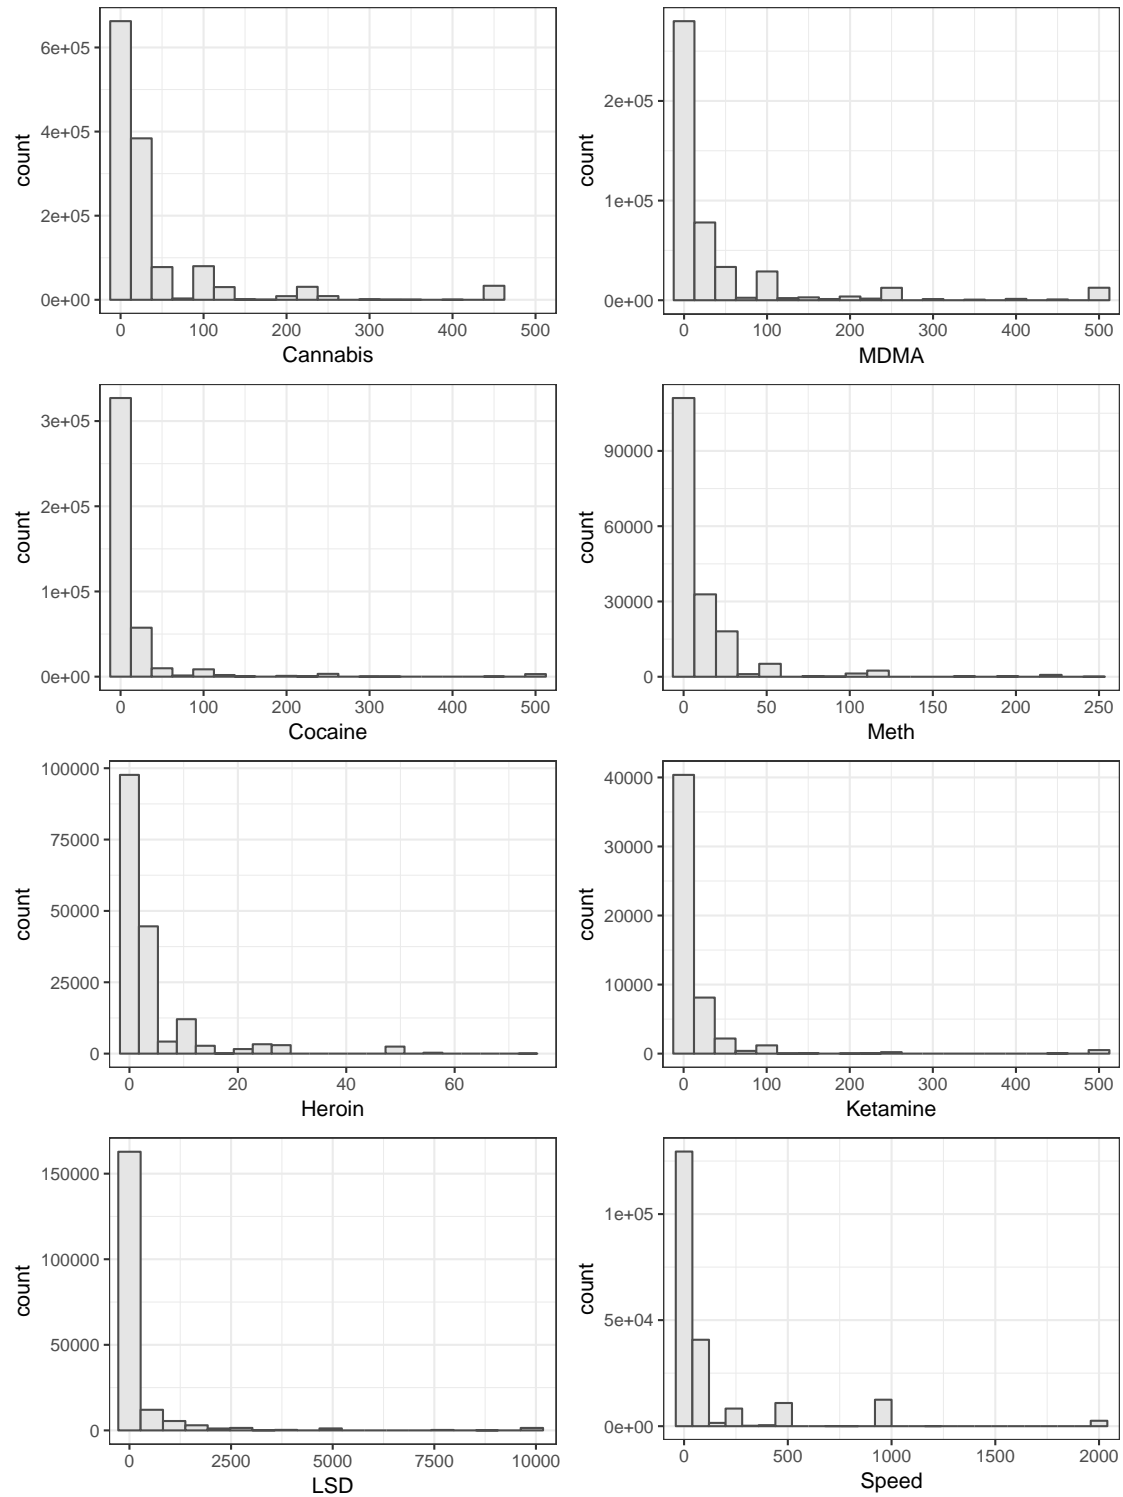 count
6e+05
4e+05
2e+05
0e+00
0 100 200 300 400 500
Cannabis
count
2e+05
1e+05
0e+00
0 100 200 300 400 500
MDMA
count
3e+05
2e+05
1e+05
0e+00
0 100 200 300 400 500
Cocaine
count
90000
60000
30000
0
0 50 100 150 200 250
Meth
count
100000
75000
50000
25000
0
0 20 40 60
Heroin
count
40000
30000
20000
10000
0
0 100 200 300 400 500
Ketamine
count
150000
100000
50000
0
0 2500 5000 7500 10000
LSD
count
1e+05
5e+04
0e+00
0 500 1000 1500 2000
Speed